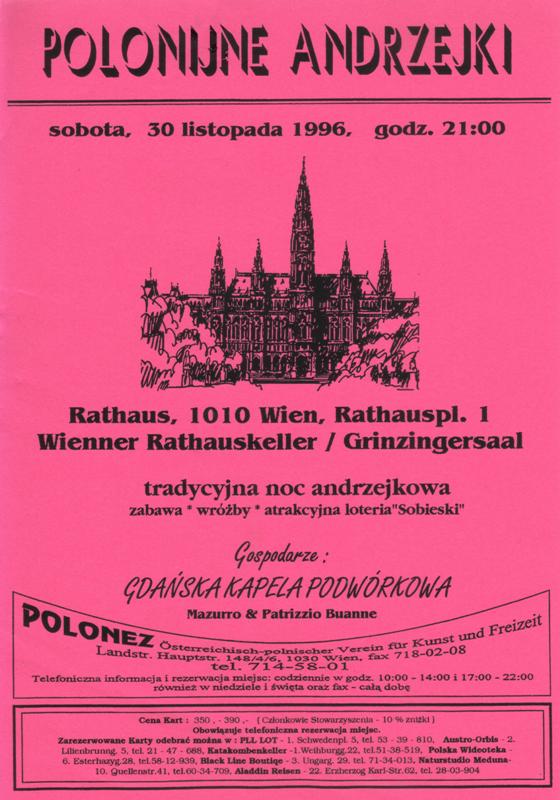 POLONIJNE ANDRZEJKI
sobota, 30 listopada 1996, godz. 21:00
Rathaus, 1010 Wien, Rathauspl. 1
Wienner Rathauskeller / Grinzingersaal
tradycyjna noc andrzejkowa
zabawa * wróżby * atrakcyjna loteria"Sobieski"
Gospodarze :
GDAŃSKA KAPELA PODWÓRKOWA
Mazurro & Patrizzio Buanne
POLONEZ Österreichisch-polnischer Verein für Kunst und Freizeit
Landstr. Hauptstr. 148/4/6, 1030 Wien, fax 718-02-08
tel. 714-58-01
Telefoniczna informacja i rezerwacja miejsc: codziennie w godz. 10:00 - 14:00 i 17:00 - 22:00
również w niedziele i święta oraz fax - całą dobę
Cena Kart : 350, - 390,- ( Członkowie Stowarzyszenia - 10 % zniżki )
Obowiązuje telefoniczna rezerwacja miejsc.
Zarezerwowane Karty odebrać można w : PLL LOT - 1. Schwedenpl. 5, tel. 53 - 39 - 810, Austro-Orbis - 2.
Lilienbrunng. 5, tel. 21 - 47 - 688, Katakombenkeller -1.Weihburgg.22, tel.51-38-519, Polska Wideoteka -
6. Esterhazyg.28, tel.58-12-939, Black Line Boutiqe - 3. Ungarg. 29, tel. 71-34-013, Naturstudio Meduna-
10. Quellenstr.41, tel.60-34-709, Aladdin Reisen - 22. Erzherzog Karl-Str.62, tel. 28-03-904